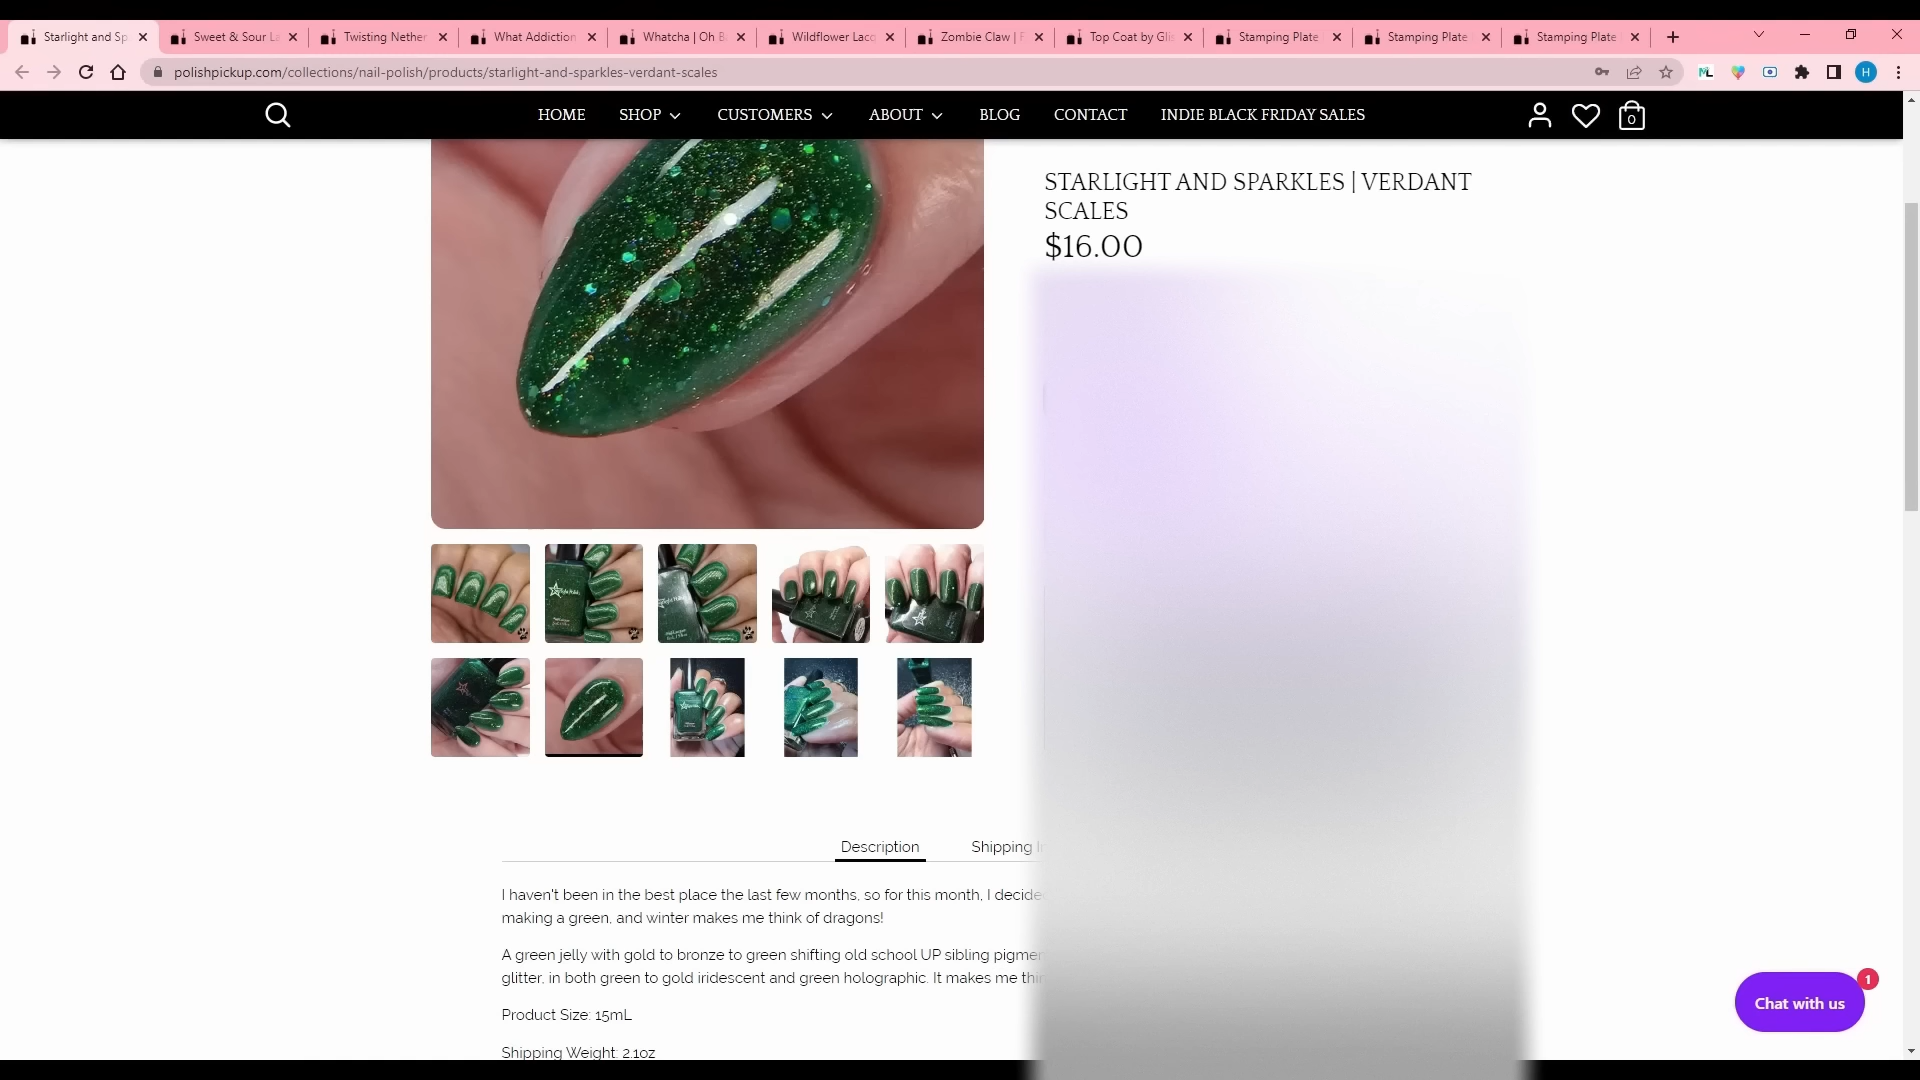 Starlight and Sp
Sweet & Sour La
Twisting Nether
What Addiction
Whatcha | Oh B
Wildflower Lacq
Zombie Claw | F
Top Coat by Gli
Stamping Plate
Stamping Plate
Stamping Plate
polishpickup.com/collections/nail-polish/products/starlight-and-sparkles-verdant-scales
ML
H
HOME
SHOP
CUSTOMERS
ABOUT
BLOG
CONTACT
INDIE BLACK FRIDAY SALES
0
STARLIGHT AND SPARKLES | VERDANT
SCALES
$16.00
Description
Shipping In
I haven't been in the best place the last few months, so for this month, I decided
making a green, and winter makes me think of dragons!
A green jelly with gold to bronze to green shifting old school UP sibling pigmen
glitter, in both green to gold iridescent and green holographic. It makes me thin
Product Size: 15mL
Shipping Weight: 2.1oz
Chat with us
1